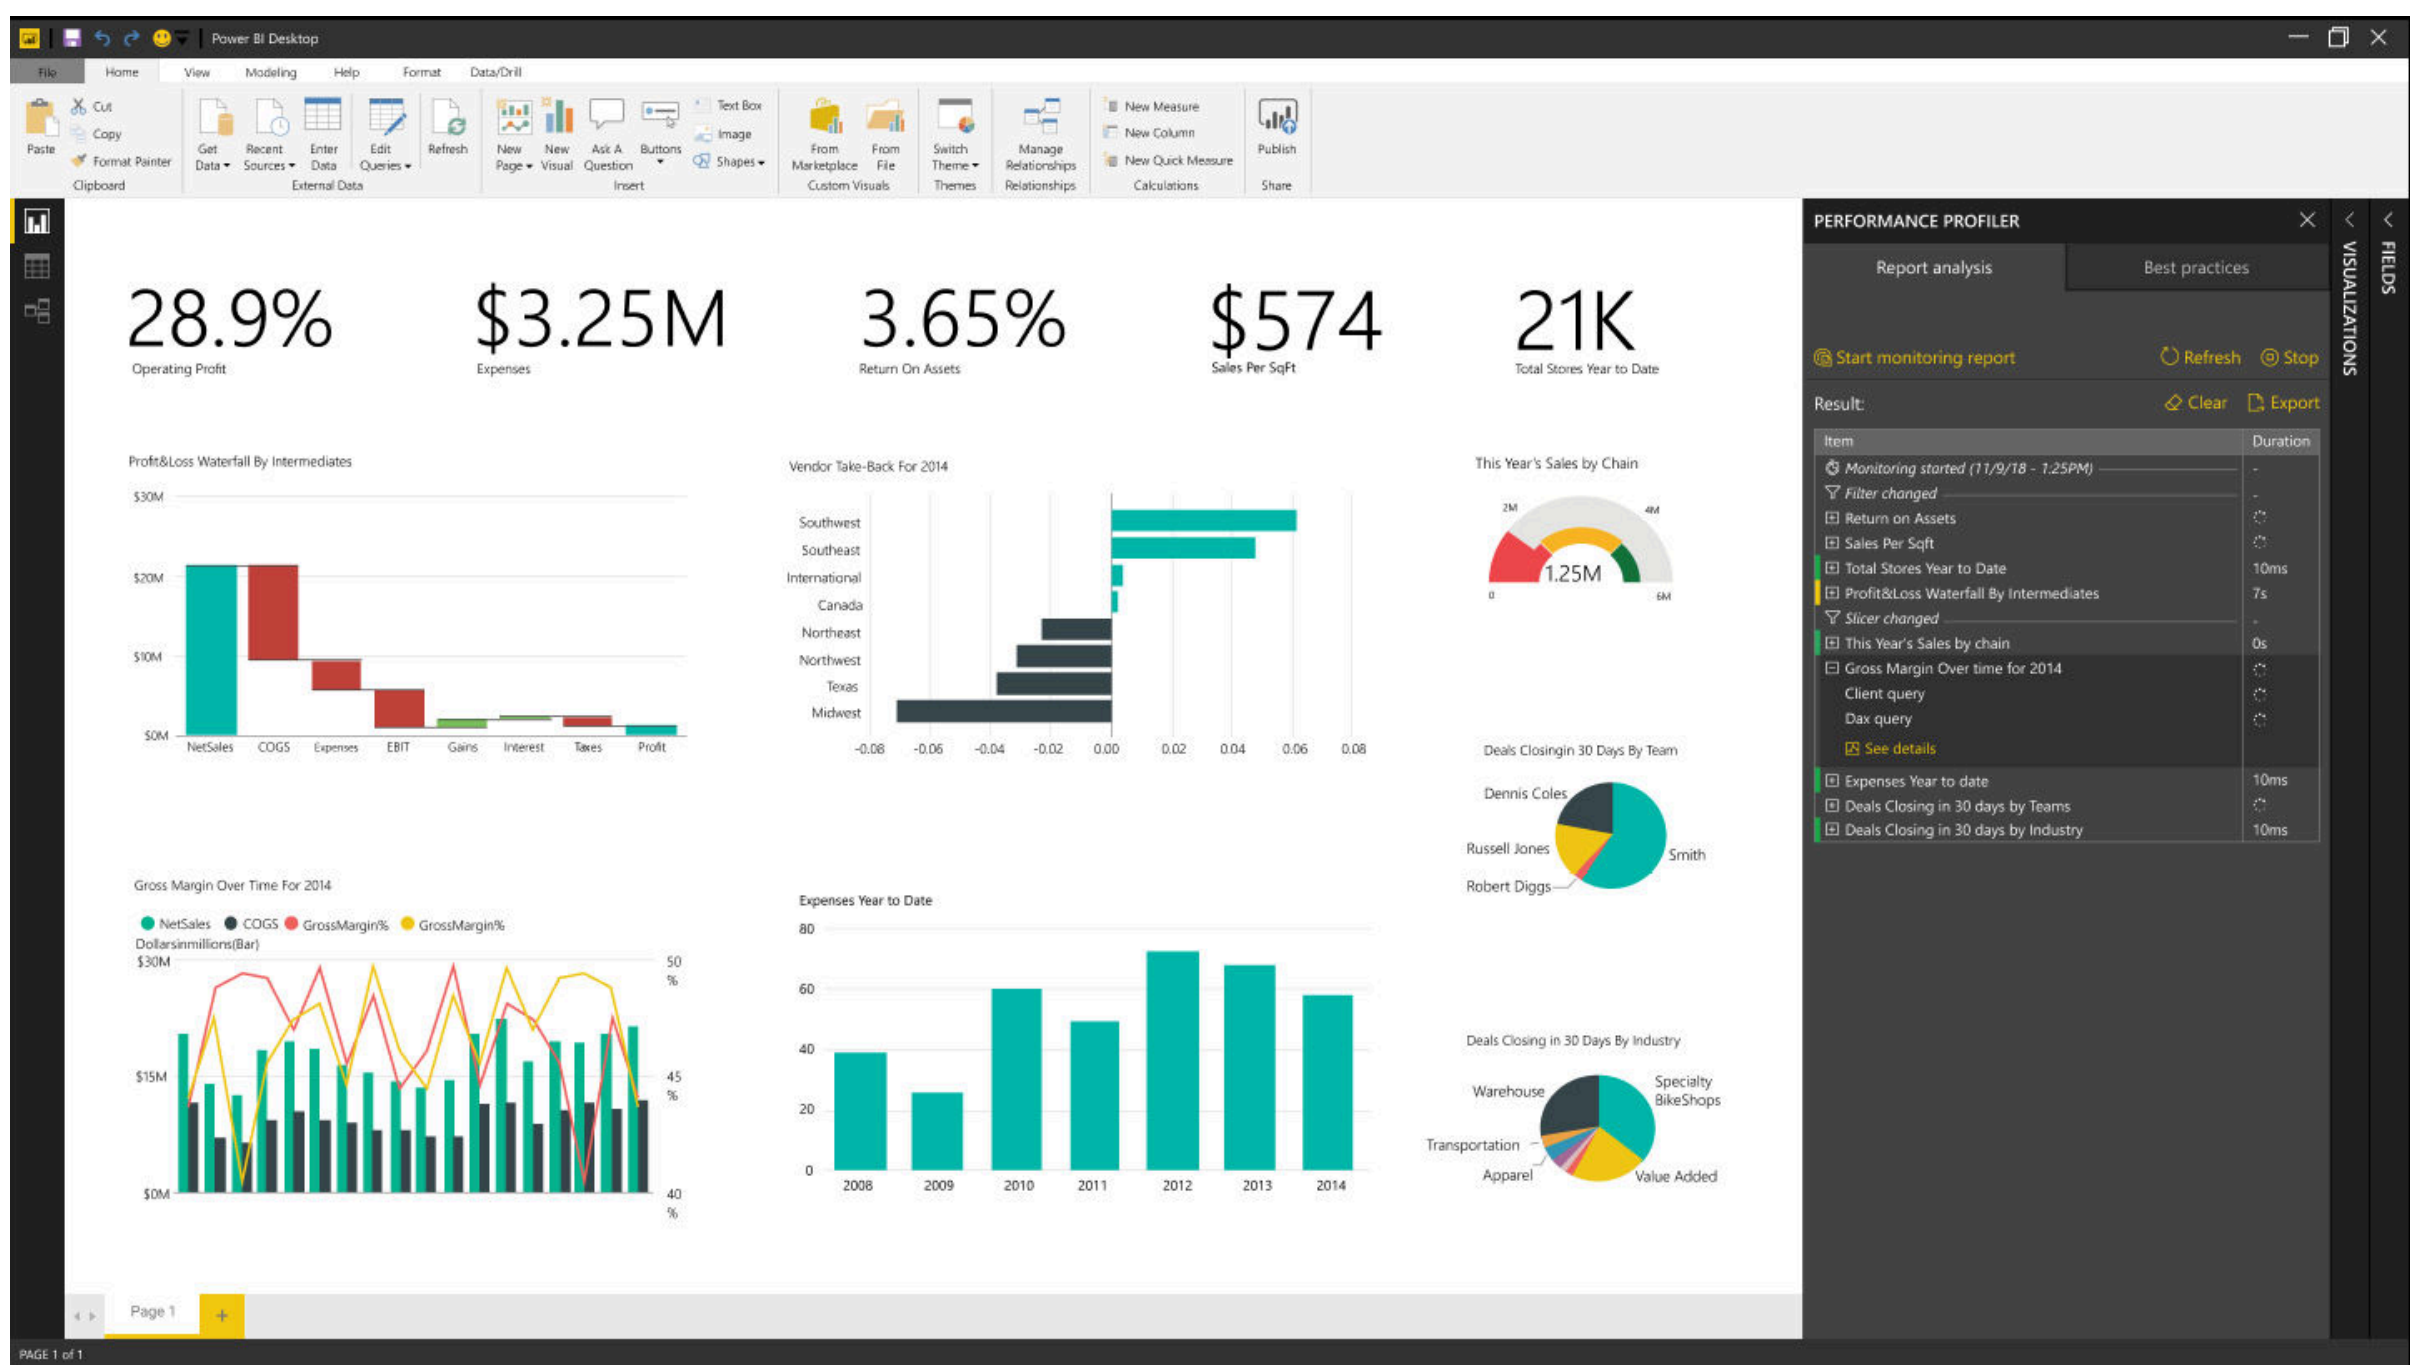 Power BI Desktop
File Home View Modeling Help Format Data/Drill
Paste
Cut
Copy
Format Painter
Clipboard
Get Data
Recent Sources
Enter Data
Edit Queries
Refresh
External Data
New Page
New Visual
Ask A Question
Buttons
Text Box
Image
Shapes
Insert
From Marketplace
From File
Custom Visuals
Switch Theme
Themes
Manage Relationships
Relationships
New Measure
New Column
New Quick Measure
Calculations
Publish
Share
28.9%
Operating Profit
$3.25M
Expenses
3.65%
Return On Assets
$574
Sales Per SqFt
21K
Total Stores Year to Date
Profit&Loss Waterfall By Intermediates
$30M
$20M
$10M
$0M
NetSales COGS Expenses EBIT Gains Interest Taxes Profit
Vendor Take-Back For 2014
Southwest
Southeast
International
Canada
Northeast
Northwest
Texas
Midwest
-0.08 -0.06 -0.04 -0.02 0.00 0.02 0.04 0.06 0.08
This Year's Sales by Chain
2M 4M
1.25M
0 6M
Deals Closingin 30 Days By Team
Dennis Coles
Russell Jones
Smith
Robert Diggs
Gross Margin Over Time For 2014
NetSales COGS GrossMargin% GrossMargin%
Dollarsinmillions(Bar)
$30M
$15M
$0M
50
%
45
%
40
%
Expenses Year to Date
80
60
40
20
0
2008 2009 2010 2011 2012 2013 2014
Deals Closing in 30 Days By Industry
Warehouse
Specialty
BikeShops
Transportation
Apparel
Value Added
PERFORMANCE PROFILER
Report analysis Best practices
Start monitoring report Refresh Stop
Result: Clear Export
Item Duration
Monitoring started (11/9/18 - 1:25PM) -
Filter changed -
Return on Assets
Sales Per Sqft
Total Stores Year to Date 10ms
Profit&Loss Waterfall By Intermediates 7s
Slicer changed -
This Year's Sales by chain 0s
Gross Margin Over time for 2014
Client query
Dax query
See details
Expenses Year to date 10ms
Deals Closing in 30 days by Teams
Deals Closing in 30 days by Industry 10ms
VISUALIZATIONS
FIELDS
Page 1 +
PAGE 1 of 1